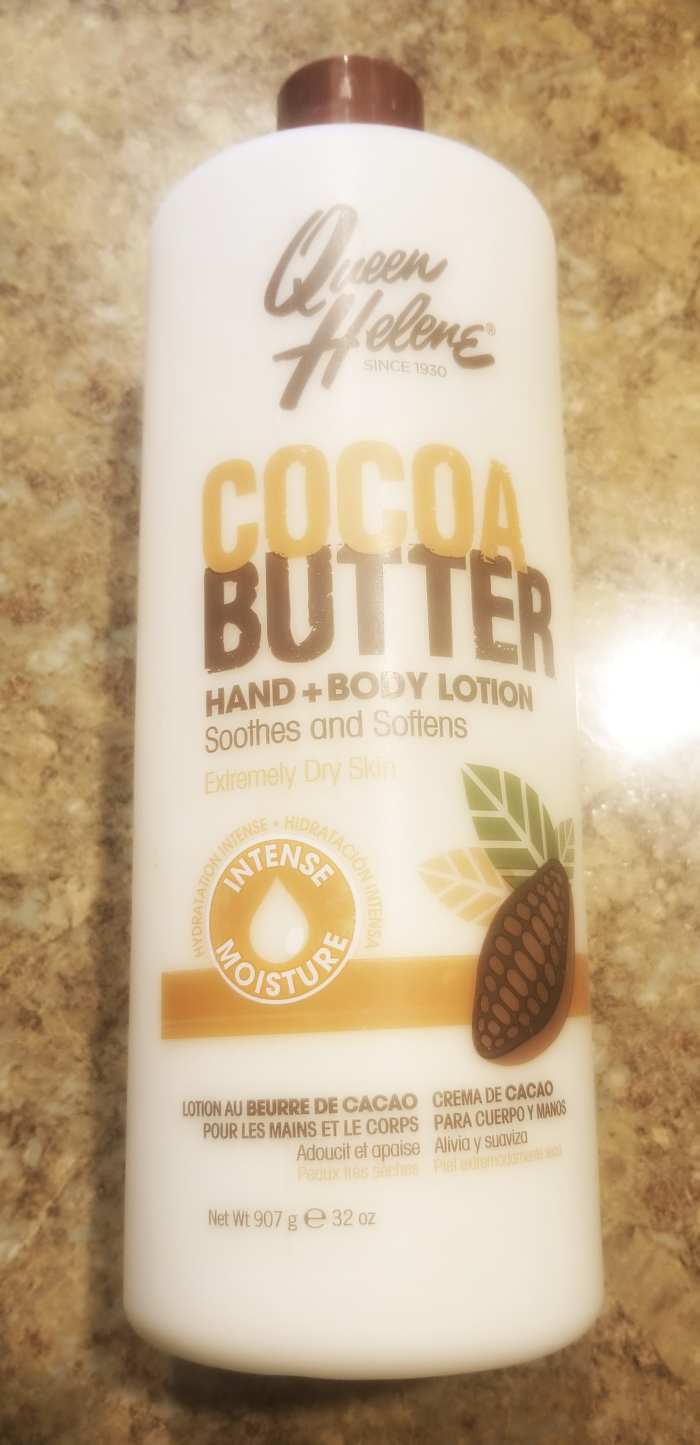 Queen
Helene®
SINCE 1930
COCOA
BUTTER
HAND + BODY LOTION
Soothes and Softens
Extremely Dry Skin
HYDRATATION INTENSE • HIDRATACIÓN INTENSA
INTENSE
MOISTURE
LOTION AU BEURRE DE CACAO
POUR LES MAINS ET LE CORPS
Adoucit et apaise
Peaux très sèches
CREMA DE CACAO
PARA CUERPO Y MANOS
Alivia y suaviza
Piel extremadamente seca
Net Wt 907 g ℮ 32 oz